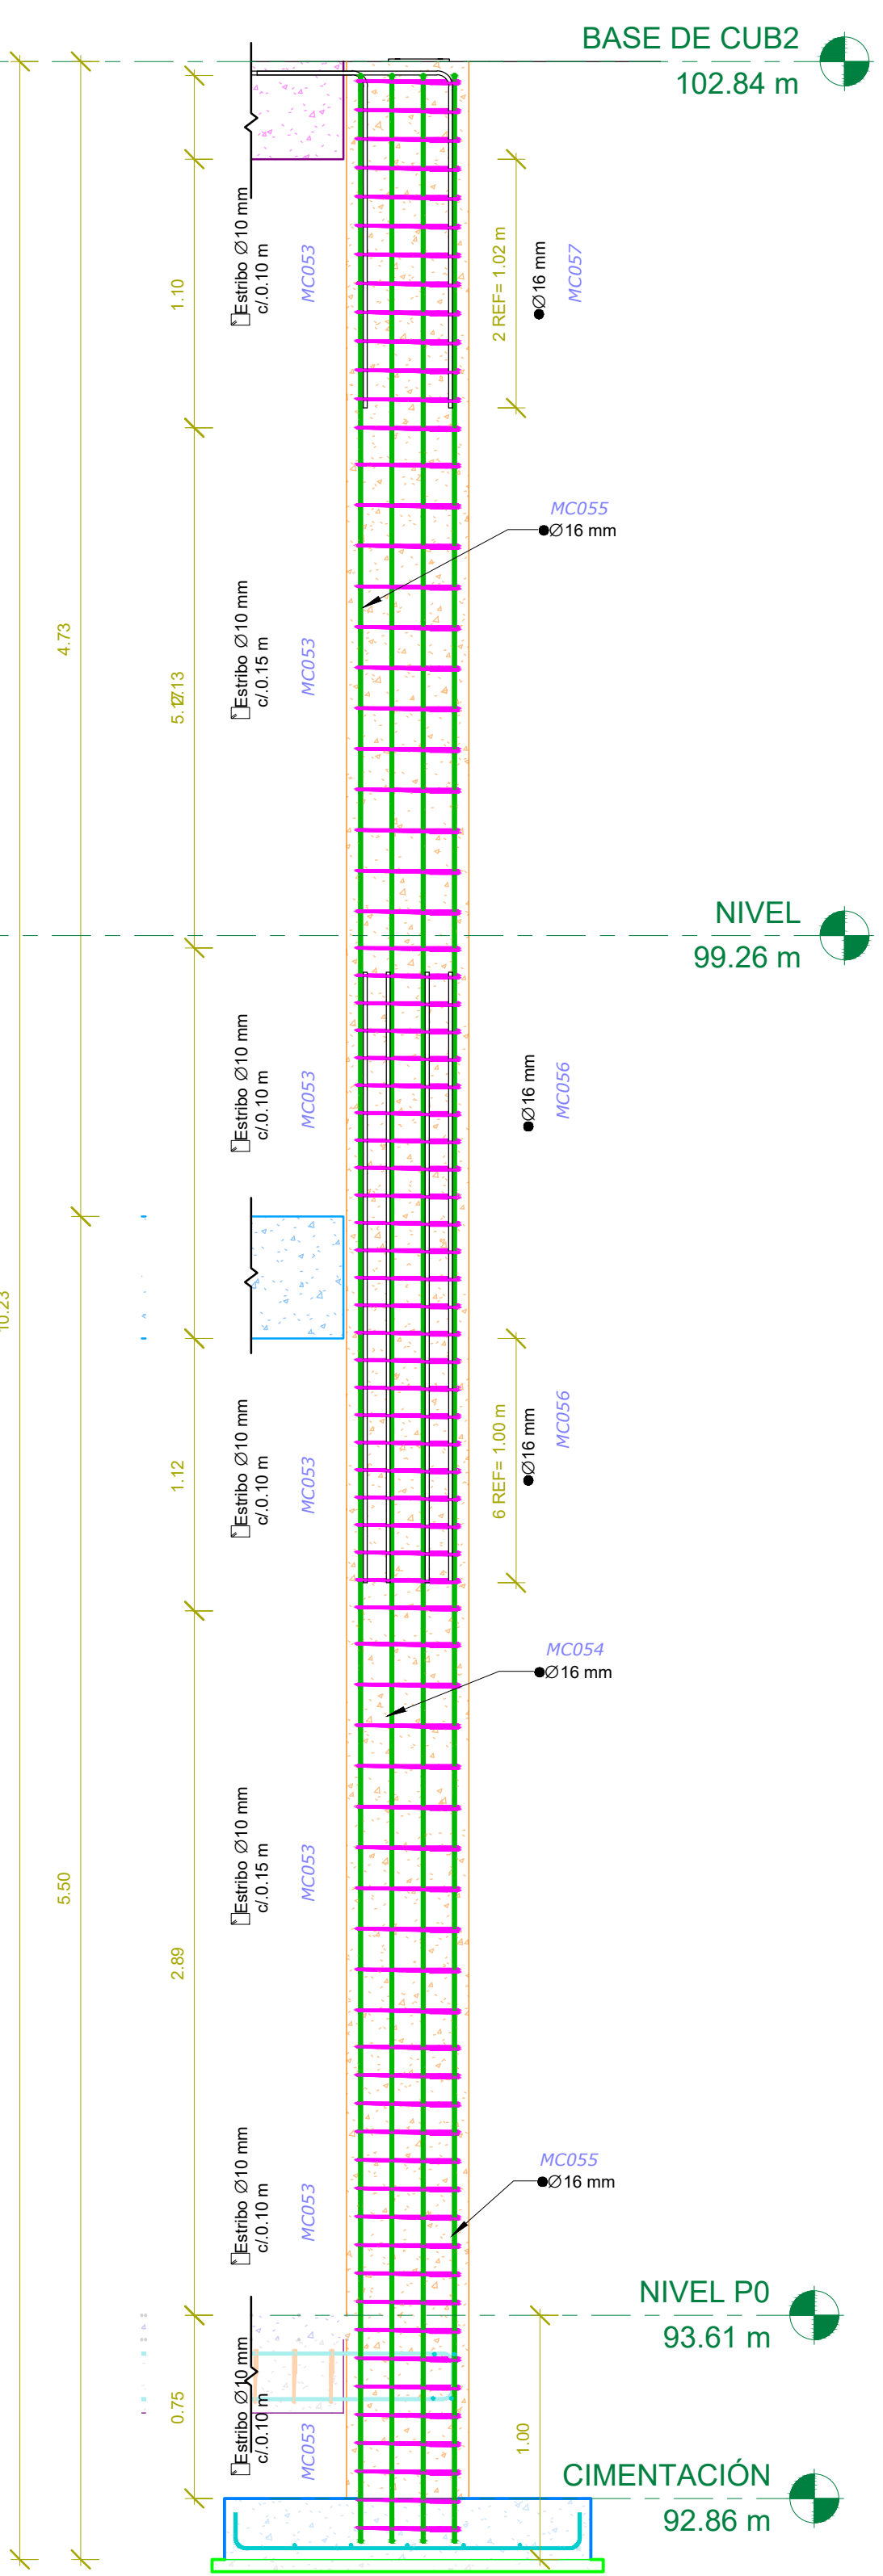 BASE DE CUB2
102.84 m
Estribo Ø10 mm
c/.0.10 m
MC053
1.10
2 REF= 1.02 m
Ø16 mm
MC057
MC055
Ø16 mm
4.73
Estribo Ø10 mm
c/.0.15 m
MC053
NIVEL
99.26 m
Estribo Ø10 mm
c/.0.10 m
MC053
Ø16 mm
MC056
10.23
1.12
Estribo Ø10 mm
c/.0.10 m
MC053
6 REF= 1.00 m
Ø16 mm
MC056
MC054
Ø16 mm
5.50
2.89
Estribo Ø10 mm
c/.0.15 m
MC053
Estribo Ø10 mm
c/.0.10 m
MC053
MC055
Ø16 mm
NIVEL P0
93.61 m
0.75
Estribo Ø10 mm
c/.0.10 m
MC053
1.00
CIMENTACIÓN
92.86 m